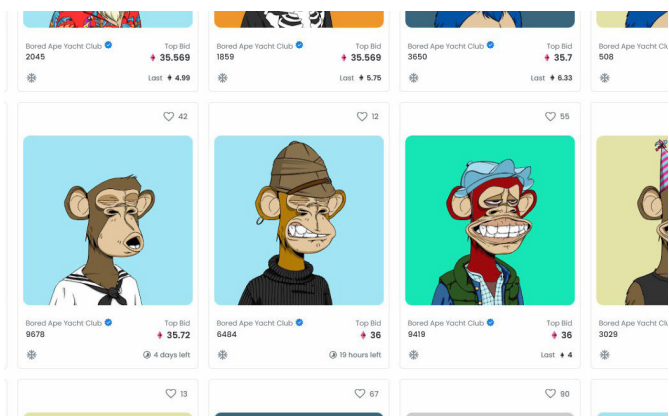 Bored Ape Yacht Club Top Bid
2045 35.569
Last 4.99
Bored Ape Yacht Club Top Bid
1859 35.569
Last 5.75
Bored Ape Yacht Club Top Bid
3650 35.7
Last 6.33
Bored Ape Yacht Clu
508
42
Bored Ape Yacht Club Top Bid
9678 35.72
4 days left
12
Bored Ape Yacht Club Top Bid
6484 36
19 hours left
55
Bored Ape Yacht Club Top Bid
9419 36
Last 4
Bored Ape Yacht Clu
3029
13
67
90